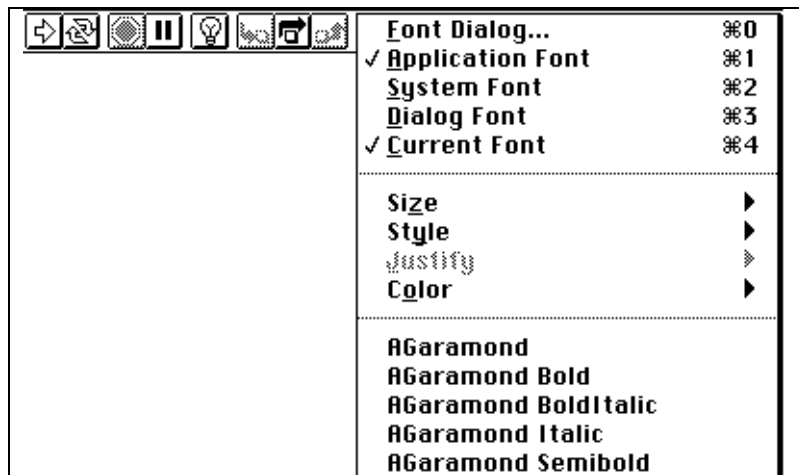 Font Dialog... ⌘0
✓ Application Font ⌘1
System Font ⌘2
Dialog Font ⌘3
✓ Current Font ⌘4
Size
Style
Justify
Color
AGaramond
AGaramond Bold
AGaramond BoldItalic
AGaramond Italic
AGaramond Semibold